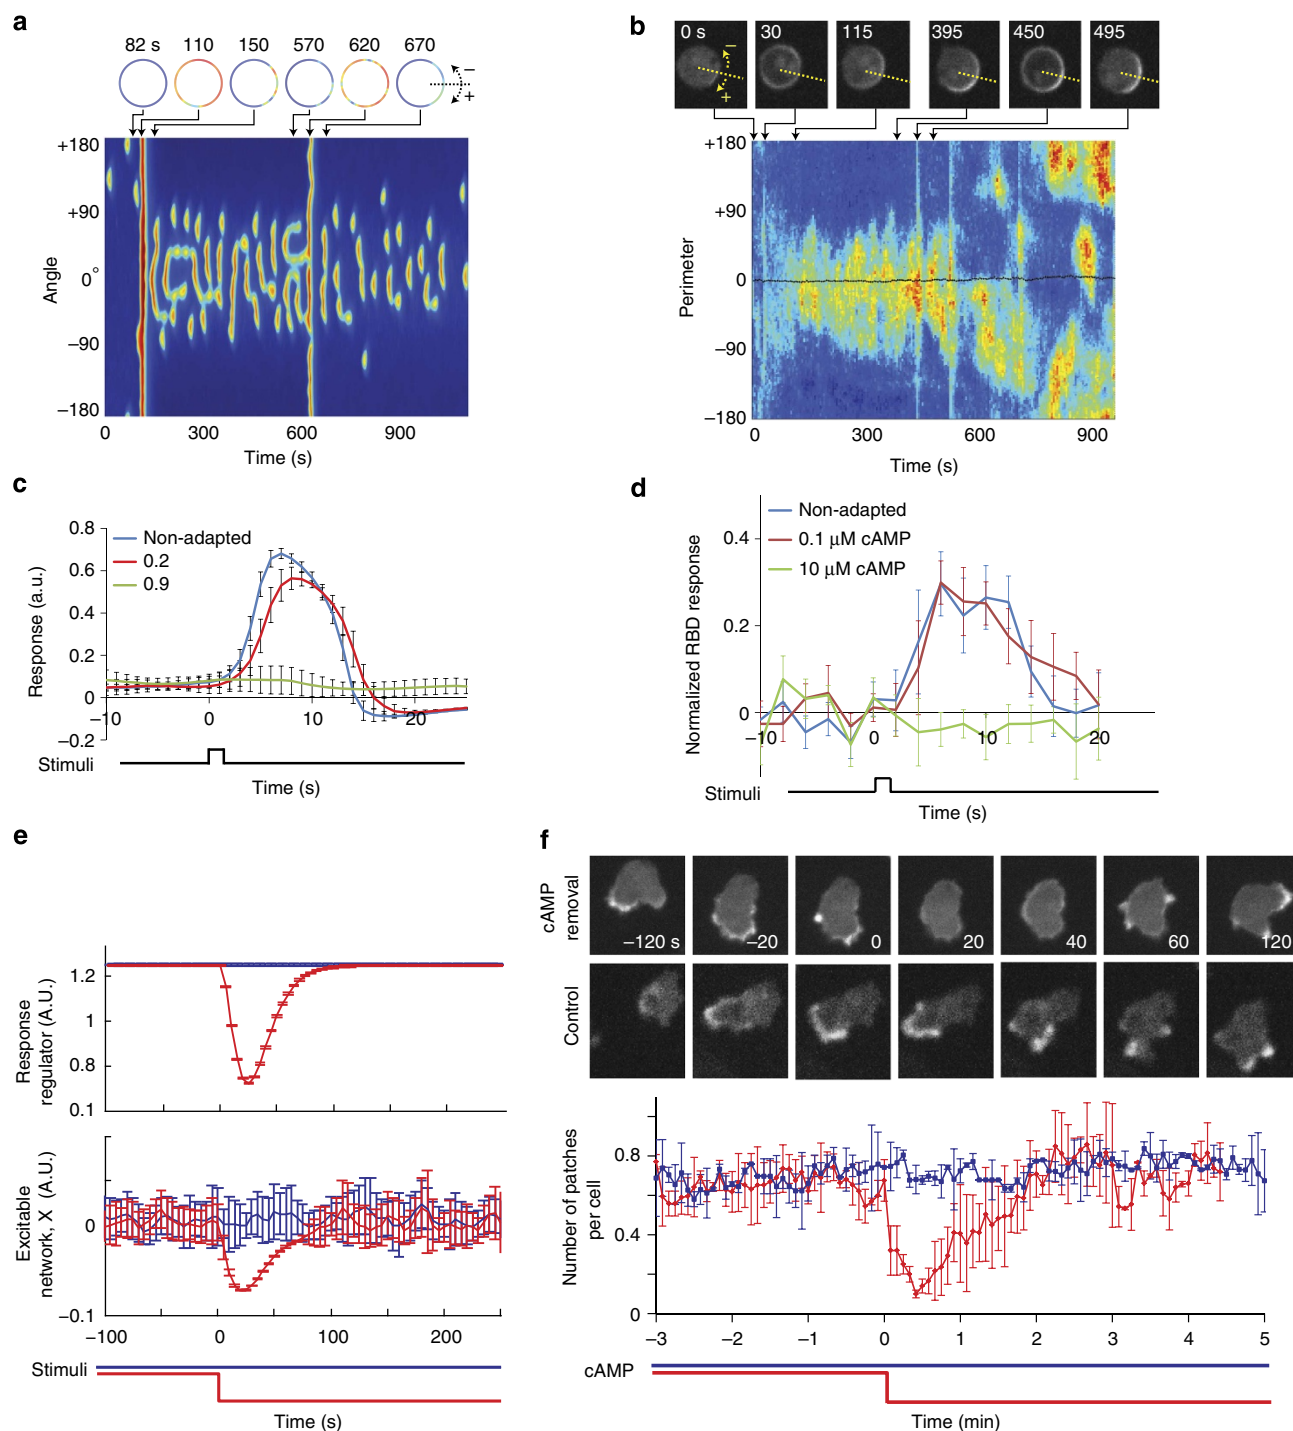 a
82 s 110 150 570 620 670
−
+
+180
+90
0°
−90
−180
Angle
0 300 600 900
Time (s)
b
0 s 30 115 395 450 495
−
+
+180
+90
0
−90
−180
Perimeter
0 300 600 900
Time (s)
c
0.8
0.6
0.4
0.2
0
−0.2
Response (a.u.)
Non-adapted
0.2
0.9
−10 0 10 20
Stimuli
Time (s)
d
0.4
0.2
0
Normalized RBD response
Non-adapted
0.1 µM cAMP
10 µM cAMP
−10 0 10 20
Stimuli
Time (s)
e
1.2
1
0.8
0.1
Response
regulator (A.U.)
0
−0.1
Excitable
network, X (A.U.)
−100 0 100 200
Stimuli
Time (s)
f
cAMP
removal
−120 s −20 0 20 40 60 120
Control
0.8
0.4
0
Number of patches
per cell
−3 −2 −1 0 1 2 3 4 5
cAMP
Time (min)